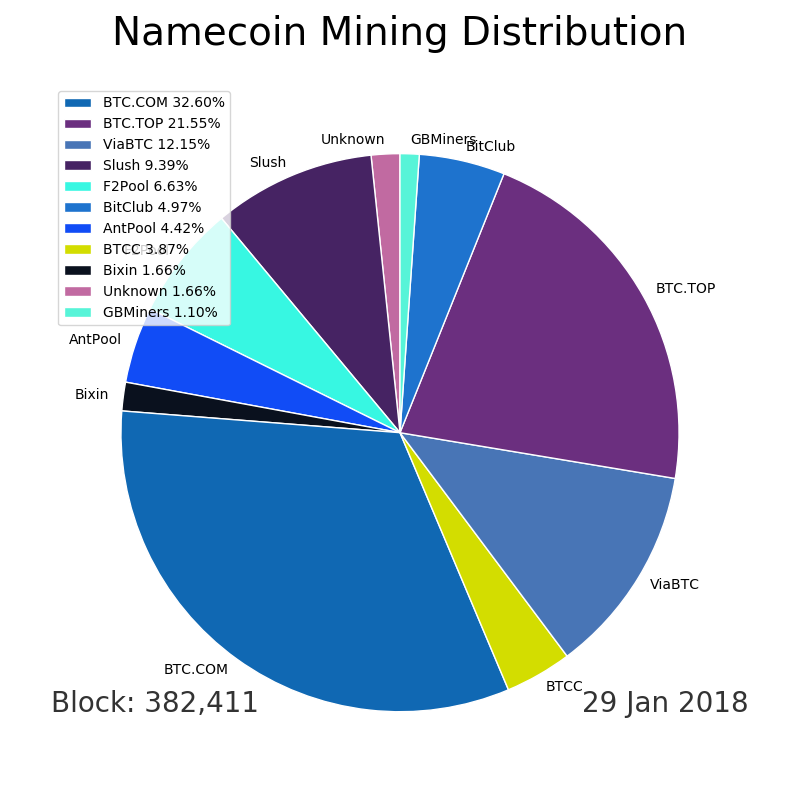 Namecoin Mining Distribution
BTC.COM 32.60%
BTC.TOP 21.55%
ViaBTC 12.15%
Slush 9.39%
F2Pool 6.63%
BitClub 4.97%
AntPool 4.42%
BTCC 3.87%
Bixin 1.66%
Unknown 1.66%
GBMiners 1.10%
Unknown
GBMiners
BitClub
Slush
BTC.TOP
F2Pool
AntPool
Bixin
ViaBTC
BTC.COM
BTCC
Block: 382,411
29 Jan 2018